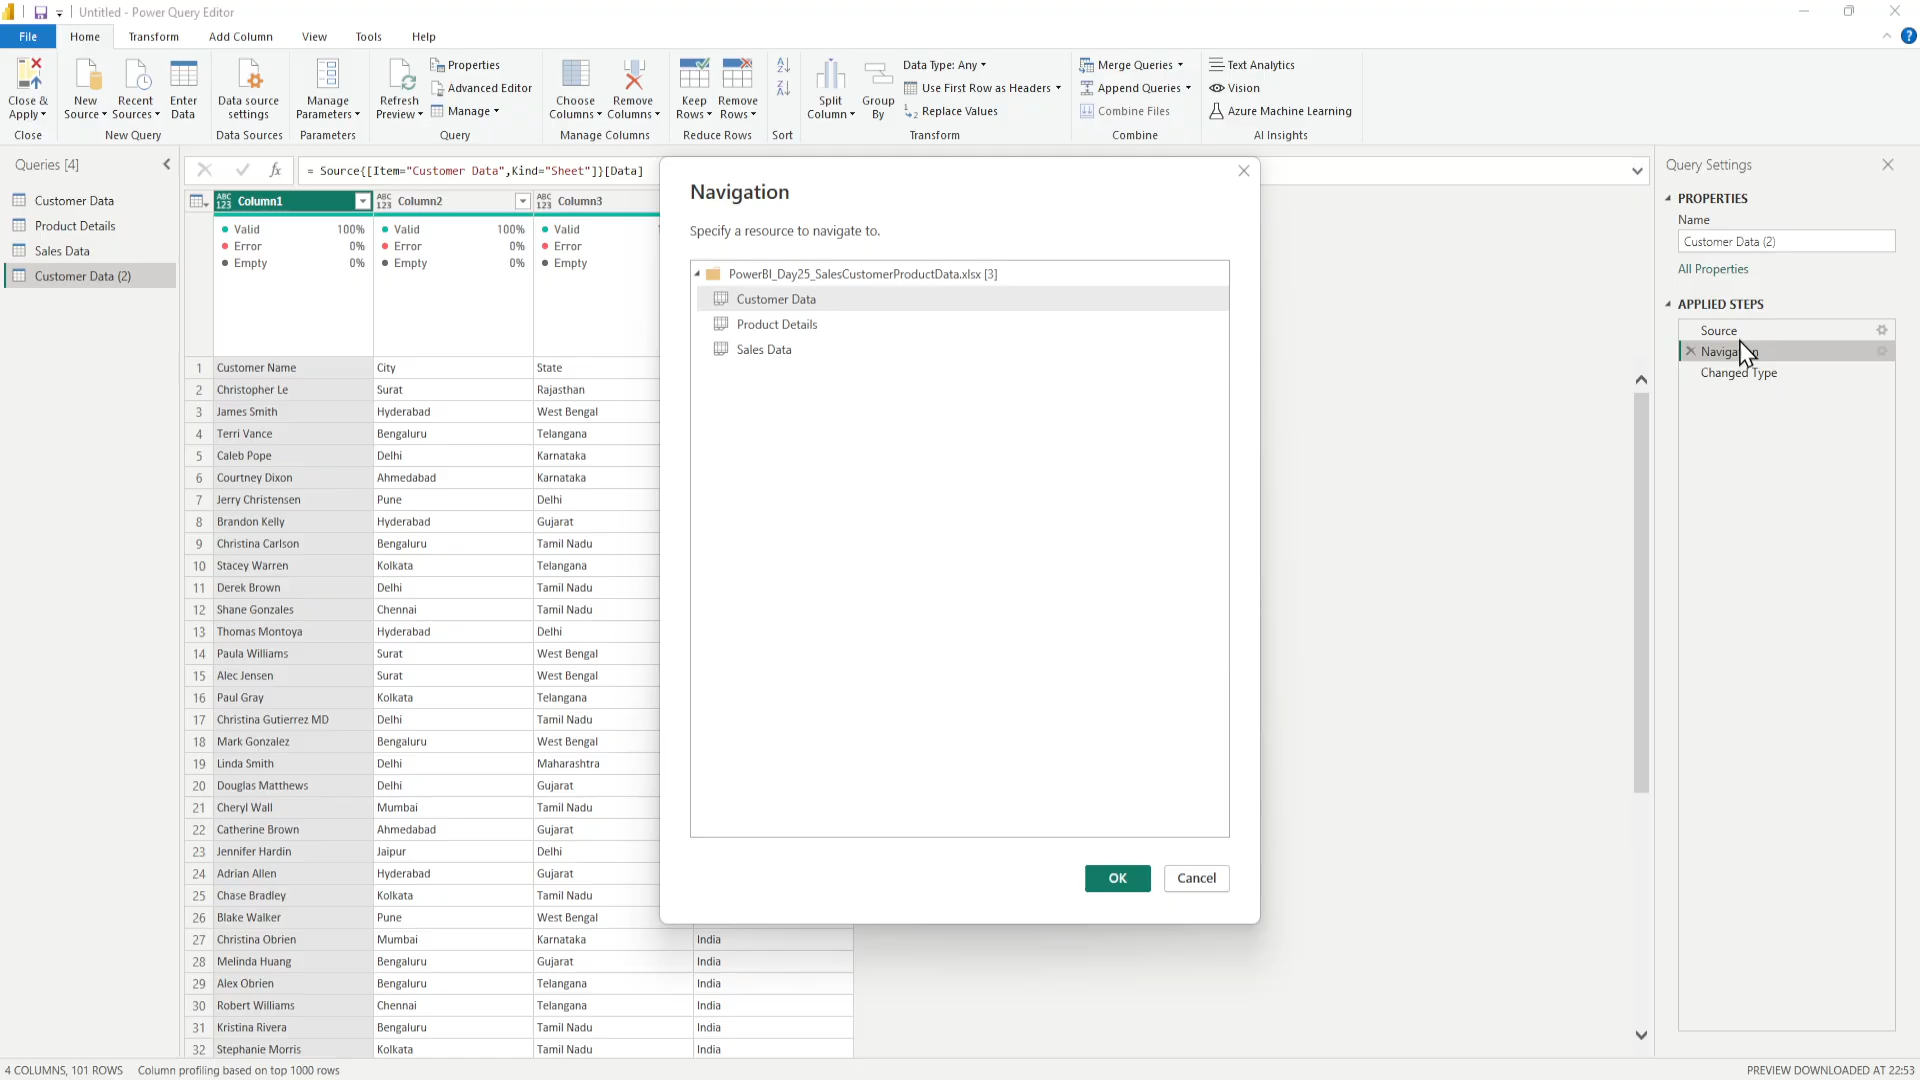 Untitled - Power Query Editor
File Home Transform Add Column View Tools Help
Close & Apply
New Source
Recent Sources
Enter Data
Data source settings
Manage Parameters
Refresh Preview
Properties
Advanced Editor
Manage
Choose Columns
Remove Columns
Keep Rows
Remove Rows
Split Column
Group By
Data Type: Any
Use First Row as Headers
Replace Values
Merge Queries
Append Queries
Combine Files
Text Analytics
Vision
Azure Machine Learning
Close New Query Data Sources Parameters Query Manage Columns Reduce Rows Sort Transform Combine AI Insights
Queries [4]
Customer Data
Product Details
Sales Data
Customer Data (2)
fx = Source{[Item="Customer Data",Kind="Sheet"]}[Data]
ABC 123 Column1 ABC 123 Column2 ABC 123 Column3
Valid 100% Valid 100% Valid
Error 0% Error 0% Error
Empty 0% Empty 0% Empty
1 Customer Name City State
2 Christopher Le Surat Rajasthan
3 James Smith Hyderabad West Bengal
4 Terri Vance Bengaluru Telangana
5 Caleb Pope Delhi Karnataka
6 Courtney Dixon Ahmedabad Karnataka
7 Jerry Christensen Pune Delhi
8 Brandon Kelly Hyderabad Gujarat
9 Christina Carlson Bengaluru Tamil Nadu
10 Stacey Warren Kolkata Telangana
11 Derek Brown Delhi Tamil Nadu
12 Shane Gonzales Chennai Tamil Nadu
13 Thomas Montoya Hyderabad Delhi
14 Paula Williams Surat West Bengal
15 Alec Jensen Surat West Bengal
16 Paul Gray Kolkata Telangana
17 Christina Gutierrez MD Delhi Tamil Nadu
18 Mark Gonzalez Bengaluru West Bengal
19 Linda Smith Delhi Maharashtra
20 Douglas Matthews Delhi Gujarat
21 Cheryl Wall Mumbai Tamil Nadu
22 Catherine Brown Ahmedabad Gujarat
23 Jennifer Hardin Jaipur Delhi
24 Adrian Allen Hyderabad Gujarat
25 Chase Bradley Kolkata Tamil Nadu
26 Blake Walker Pune West Bengal
27 Christina Obrien Mumbai Karnataka India
28 Melinda Huang Bengaluru Gujarat India
29 Alex Obrien Bengaluru Telangana India
30 Robert Williams Chennai Telangana India
31 Kristina Rivera Bengaluru Tamil Nadu India
32 Stephanie Morris Kolkata Tamil Nadu India
Navigation
Specify a resource to navigate to.
PowerBI_Day25_SalesCustomerProductData.xlsx [3]
Customer Data
Product Details
Sales Data
OK Cancel
Query Settings
PROPERTIES
Name
Customer Data (2)
All Properties
APPLIED STEPS
Source
Changed Type
4 COLUMNS, 101 ROWS Column profiling based on top 1000 rows
PREVIEW DOWNLOADED AT 22:53